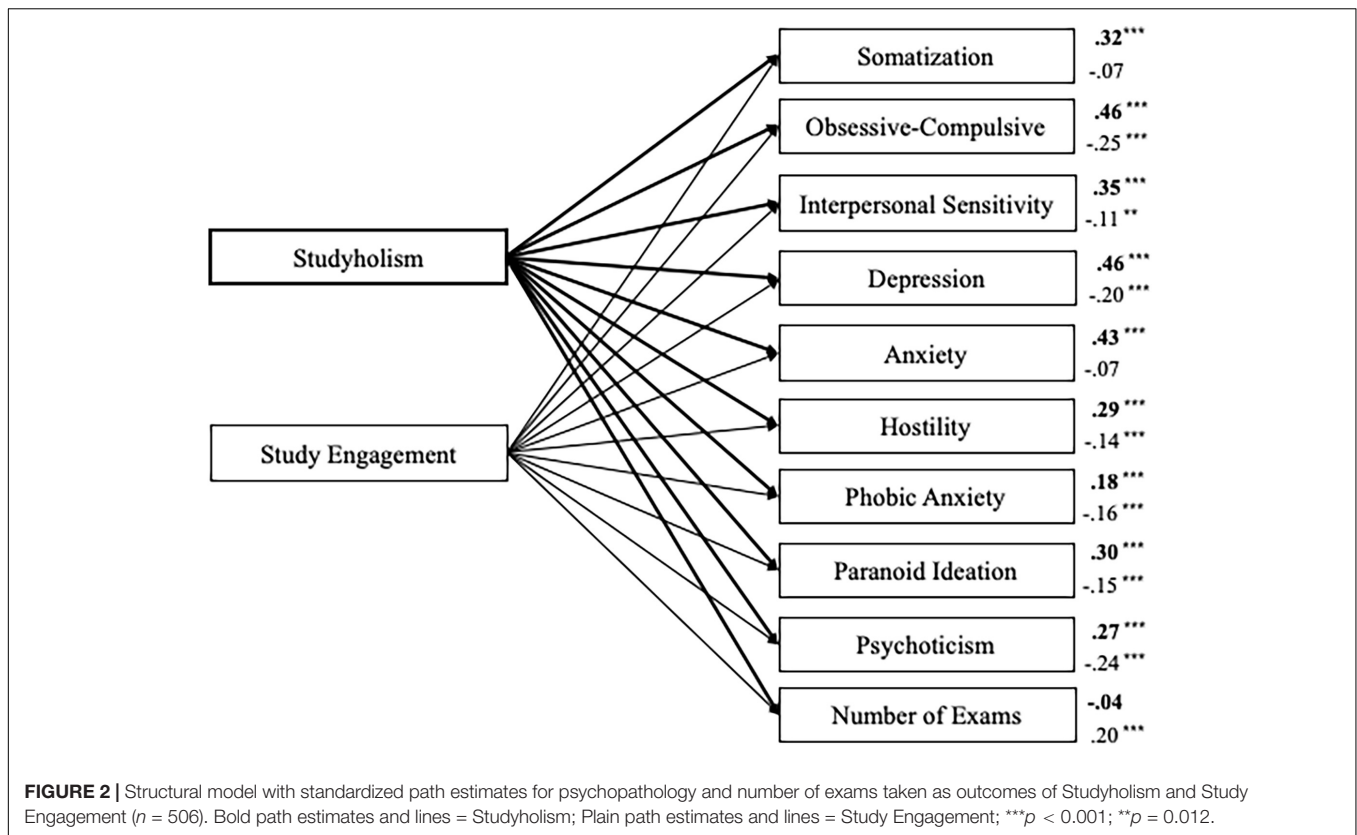 Studyholism
Study Engagement
Somatization
.32***
-.07
Obsessive-Compulsive
.46 ***
-.25 ***
Interpersonal Sensitivity
.35 ***
-.11 **
Depression
.46 ***
-.20 ***
Anxiety
.43 ***
-.07
Hostility
.29 ***
-.14 ***
Phobic Anxiety
.18 ***
-.16 ***
Paranoid Ideation
.30 ***
-.15 ***
Psychoticism
.27 ***
-.24 ***
Number of Exams
-.04
.20 ***
FIGURE 2 | Structural model with standardized path estimates for psychopathology and number of exams taken as outcomes of Studyholism and Study
Engagement (n = 506). Bold path estimates and lines = Studyholism; Plain path estimates and lines = Study Engagement; ***p < 0.001; **p = 0.012.